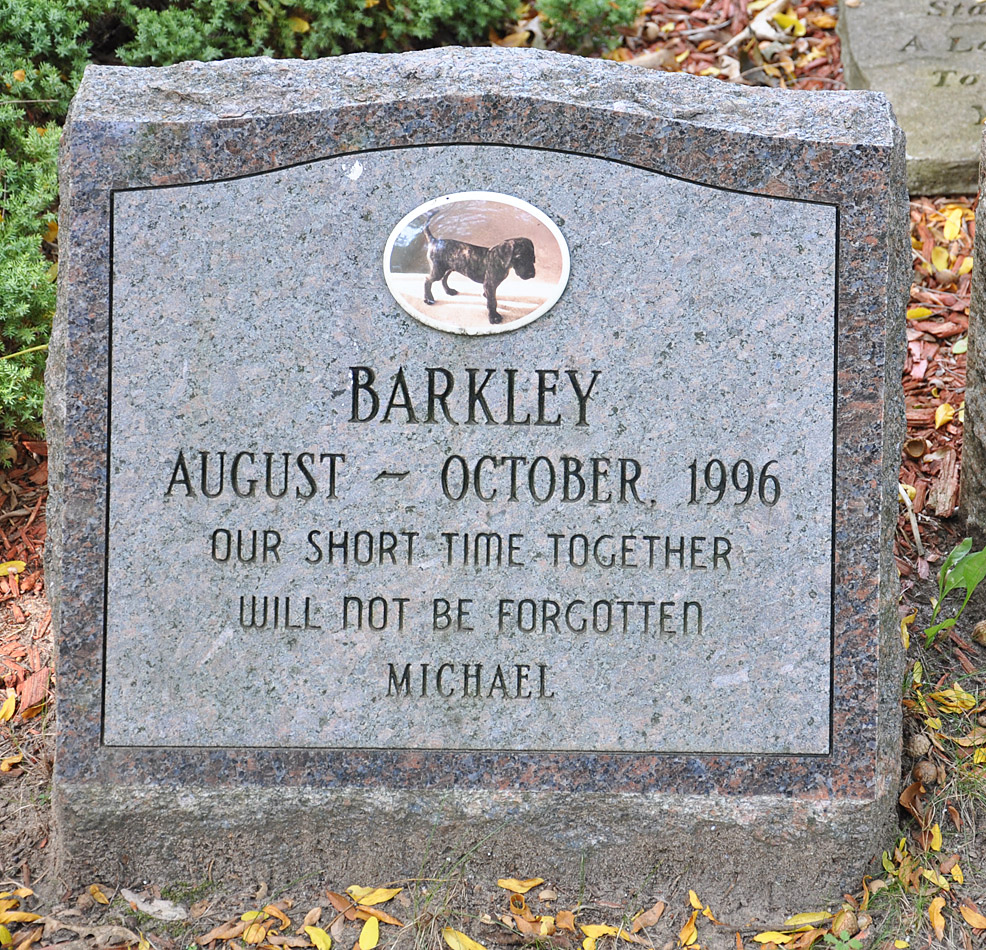 BARKLEY
AUGUST ~ OCTOBER, 1996
OUR SHORT TIME TOGETHER
WILL NOT BE FORGOTTEN
MICHAEL